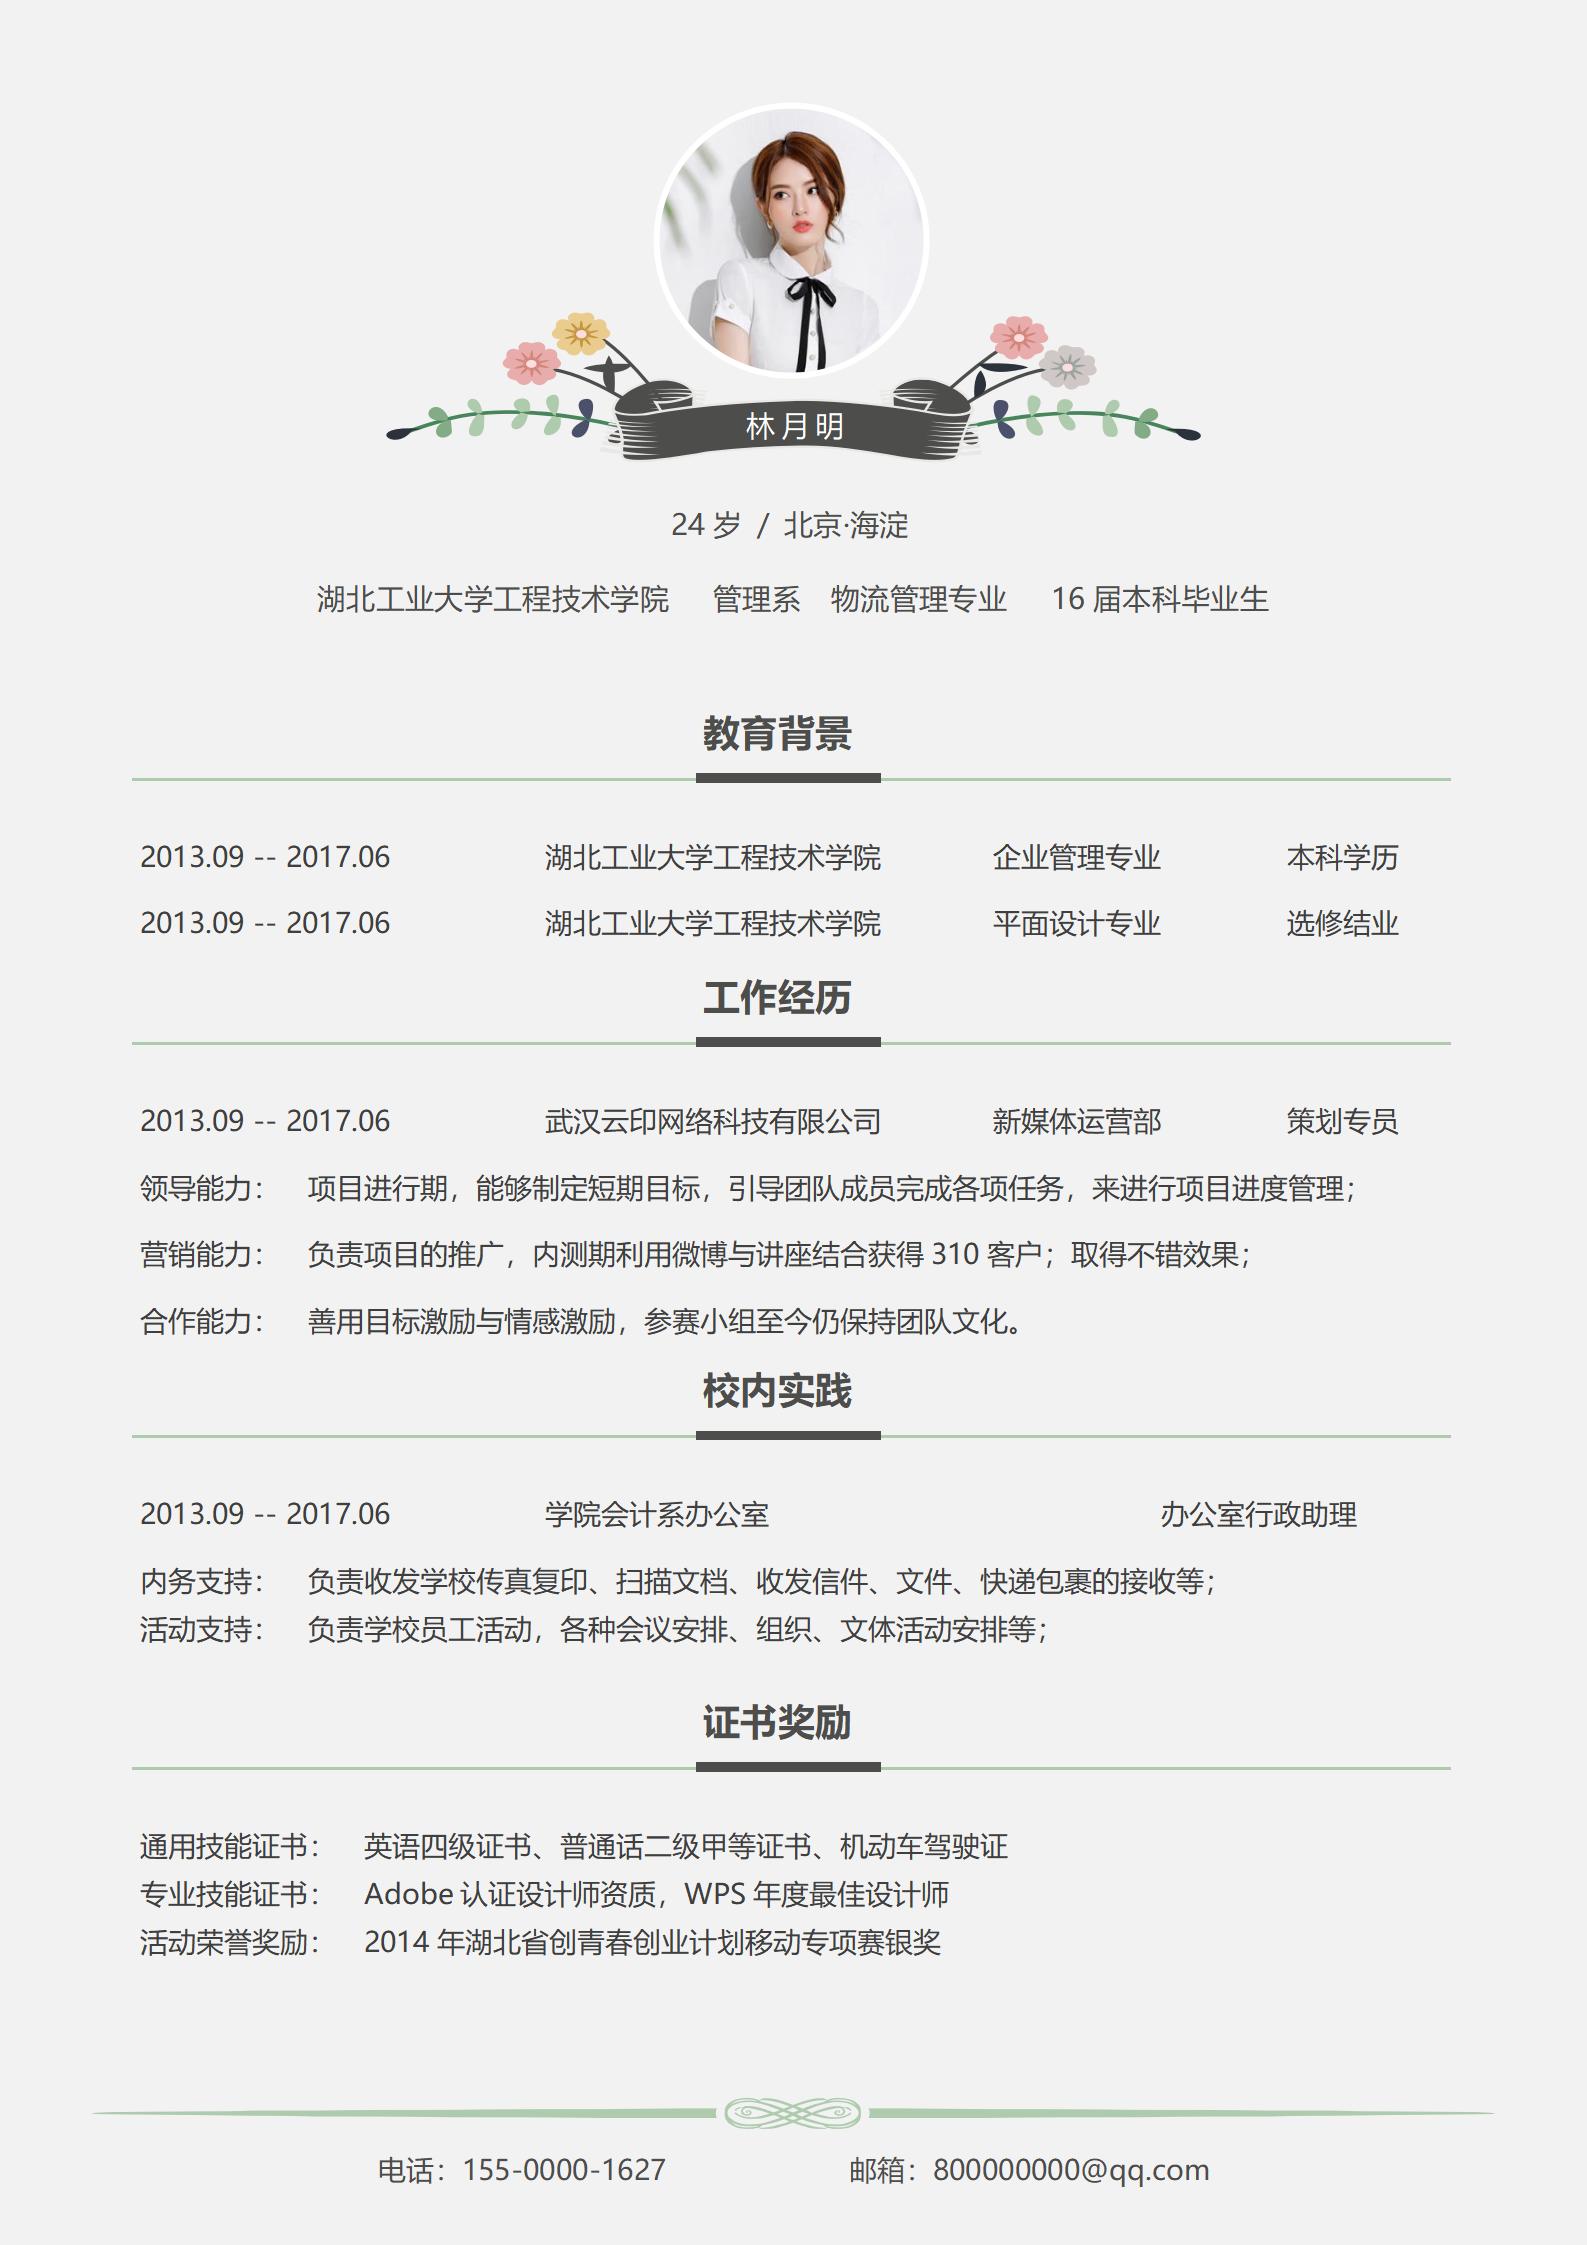 林月明
24 岁 / 北京·海淀
湖北工业大学工程技术学院 管理系 物流管理专业 16 届本科毕业生
教育背景
2013.09 -- 2017.06 湖北工业大学工程技术学院 企业管理专业 本科学历
2013.09 -- 2017.06 湖北工业大学工程技术学院 平面设计专业 选修结业
工作经历
2013.09 -- 2017.06 武汉云印网络科技有限公司 新媒体运营部 策划专员
领导能力： 项目进行期，能够制定短期目标，引导团队成员完成各项任务，来进行项目进度管理；
营销能力： 负责项目的推广，内测期利用微博与讲座结合获得 310 客户；取得不错效果；
合作能力： 善用目标激励与情感激励，参赛小组至今仍保持团队文化。
校内实践
2013.09 -- 2017.06 学院会计系办公室 办公室行政助理
内务支持： 负责收发学校传真复印、扫描文档、收发信件、文件、快递包裹的接收等；
活动支持： 负责学校员工活动，各种会议安排、组织、文体活动安排等；
证书奖励
通用技能证书： 英语四级证书、普通话二级甲等证书、机动车驾驶证
专业技能证书： Adobe 认证设计师资质，WPS 年度最佳设计师
活动荣誉奖励： 2014 年湖北省创青春创业计划移动专项赛银奖
电话：155-0000-1627 邮箱：800000000@qq.com